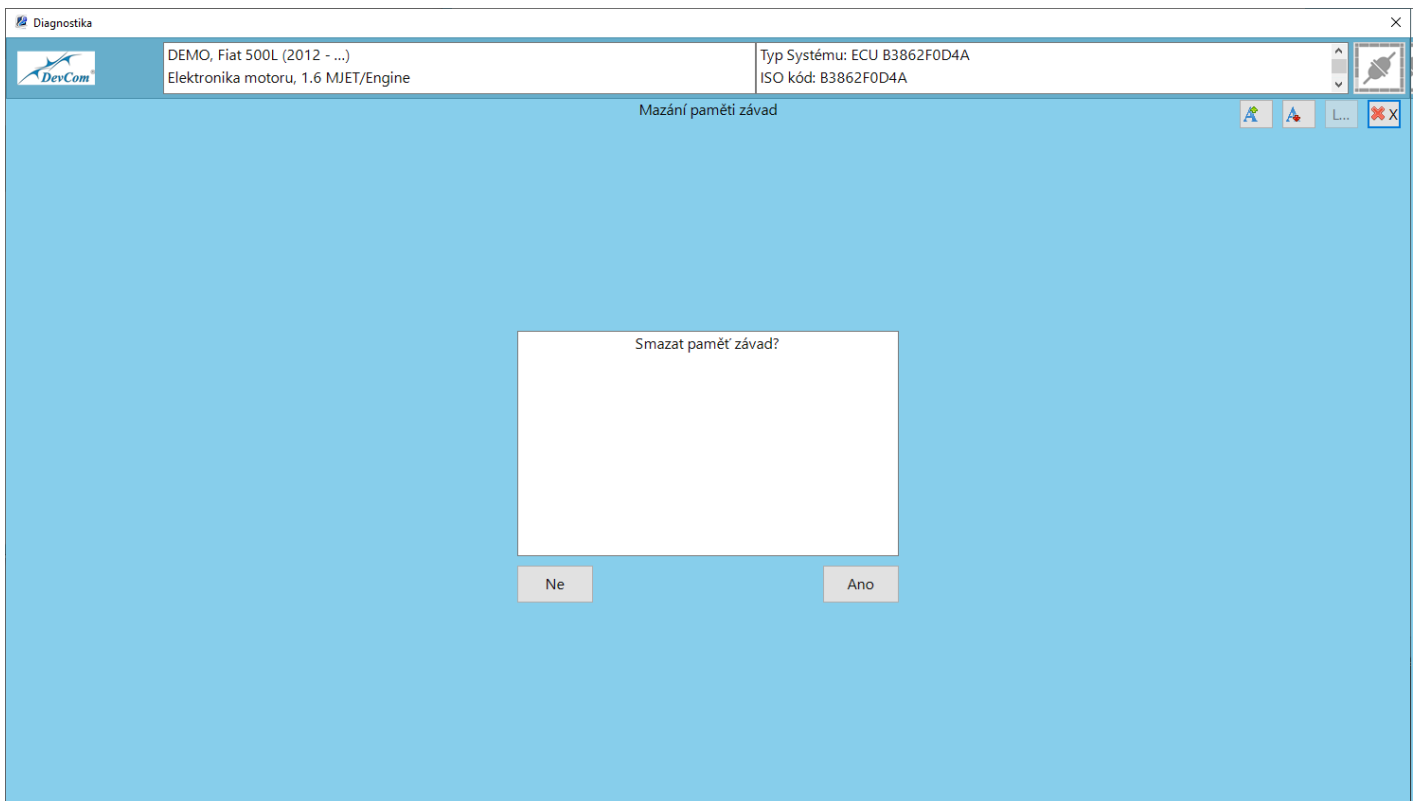 Diagnostika
DevCom
DEMO, Fiat 500L (2012 - ...)
Elektronika motoru, 1.6 MJET/Engine
Typ Systému: ECU B3862F0D4A
ISO kód: B3862F0D4A
Mazání paměti závad
L... X
Smazat paměť závad?
Ne Ano